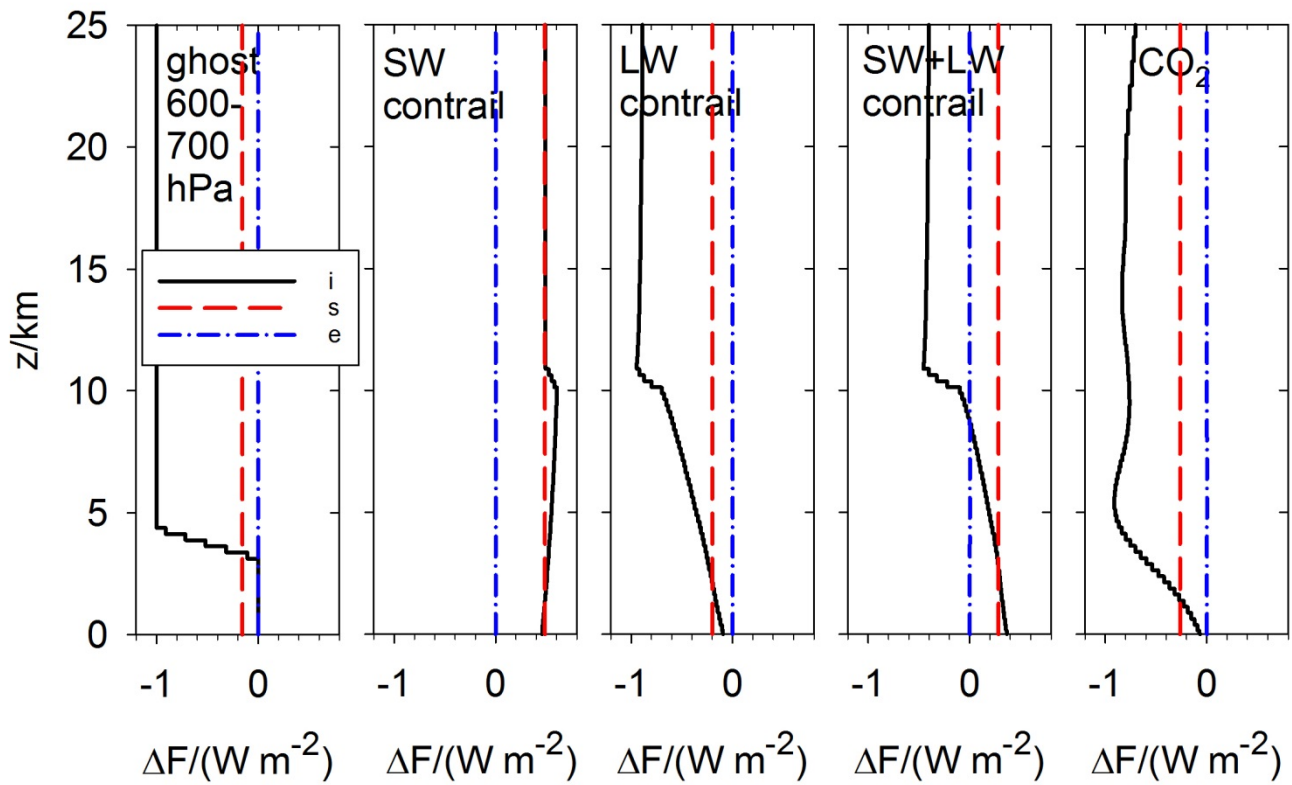 25
20
15
10
5
0
z/km
ghost
600-
700
hPa
i
s
e
SW
contrail
LW
contrail
SW+LW
contrail
CO₂
-1 0
-1 0
-1 0
-1 0
-1 0
ΔF/(W m⁻²)
ΔF/(W m⁻²)
ΔF/(W m⁻²)
ΔF/(W m⁻²)
ΔF/(W m⁻²)